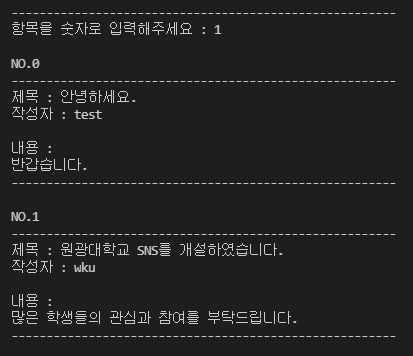 -------------------------------------------------------
항목을 숫자로 입력해주세요 : 1
NO.0
-------------------------------------------------------
제목 : 안녕하세요.
작성자 : test
내용 :
반갑습니다.
-------------------------------------------------------
NO.1
-------------------------------------------------------
제목 : 원광대학교 SNS를 개설하였습니다.
작성자 : wku
내용 :
많은 학생들의 관심과 참여를 부탁드립니다.
-------------------------------------------------------